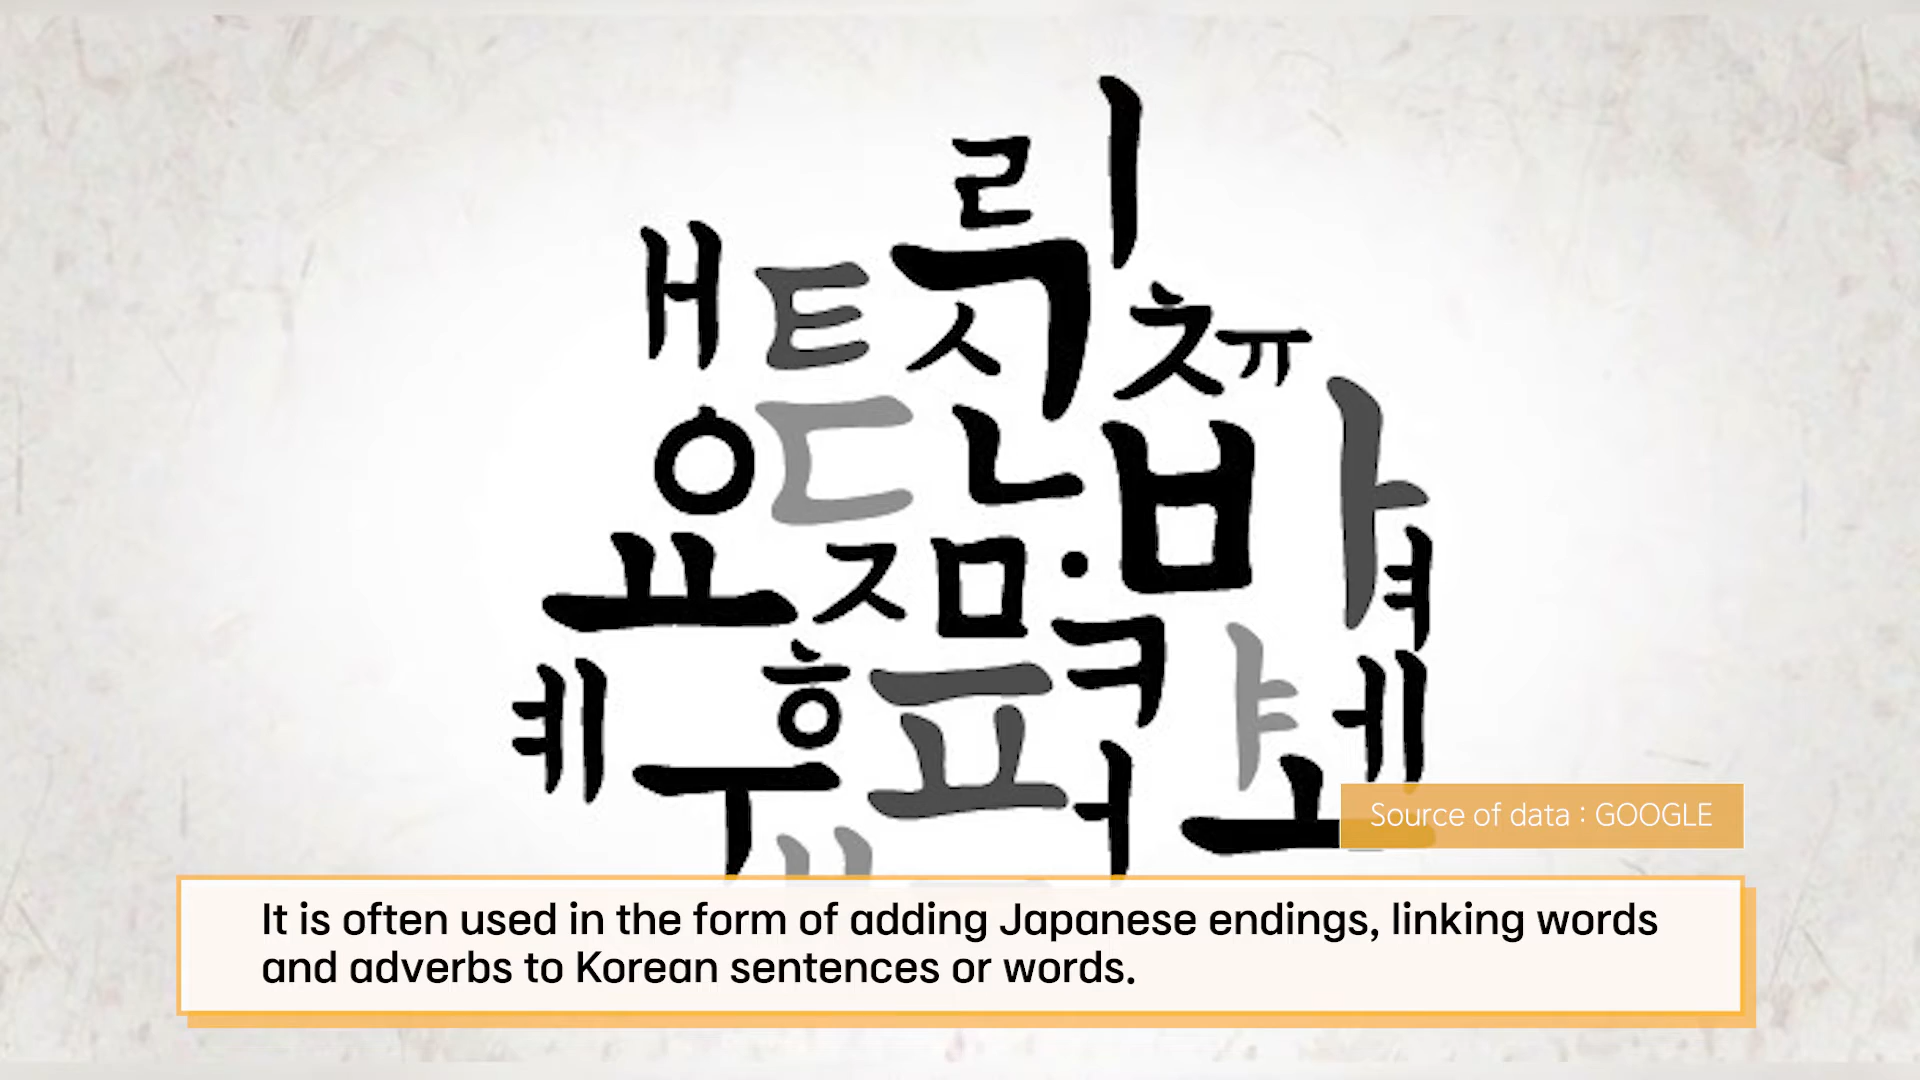 ㄹ ㅣ
ㅐ ㅌ ㄱ
ㅅ ㅊ ㅠ
ㅇ ㄷ ㄴ ㅂ ㅏ
ㅛ ㅈ ㅁ ㅋ ㅕ
ㅖ ㅎ ㅍ ㅑ ㅔ
ㅜ ㅓ ㅗ
Source of data : GOOGLE
It is often used in the form of adding Japanese endings, linking words
and adverbs to Korean sentences or words.